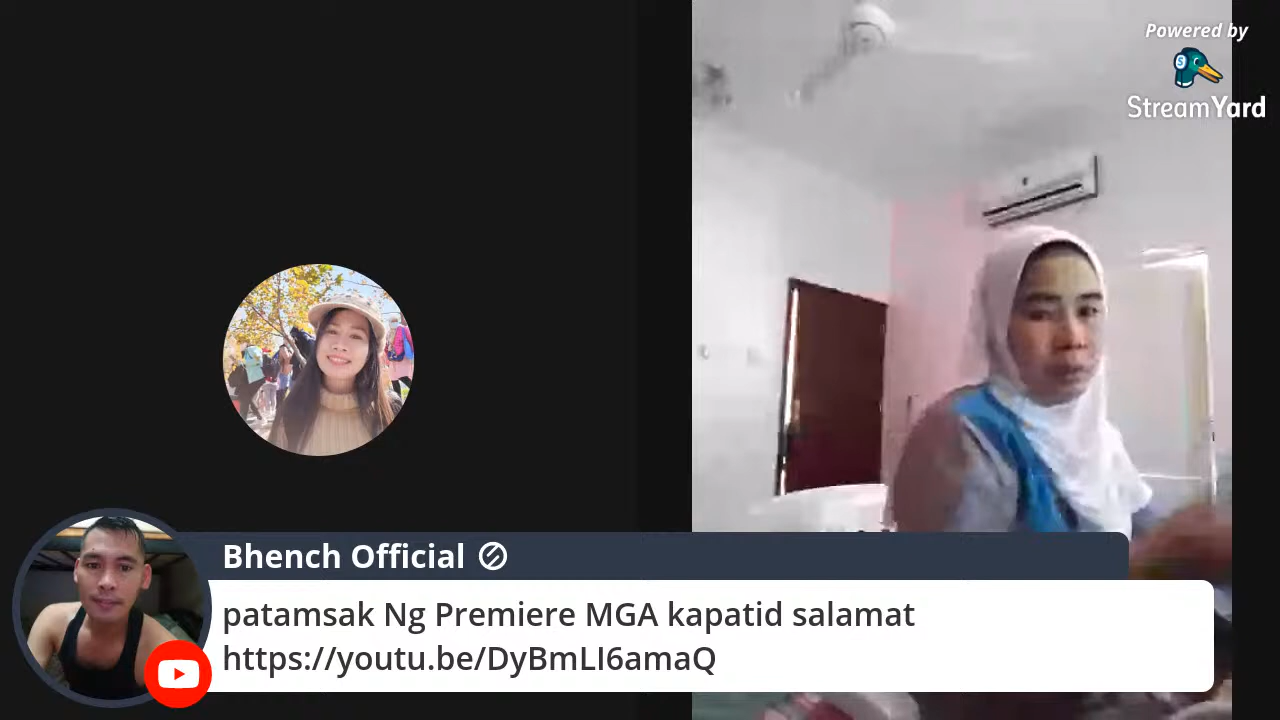 Powered by
StreamYard
Bhench Official
patamsak Ng Premiere MGA kapatid salamat
https://youtu.be/DyBmLI6amaQ